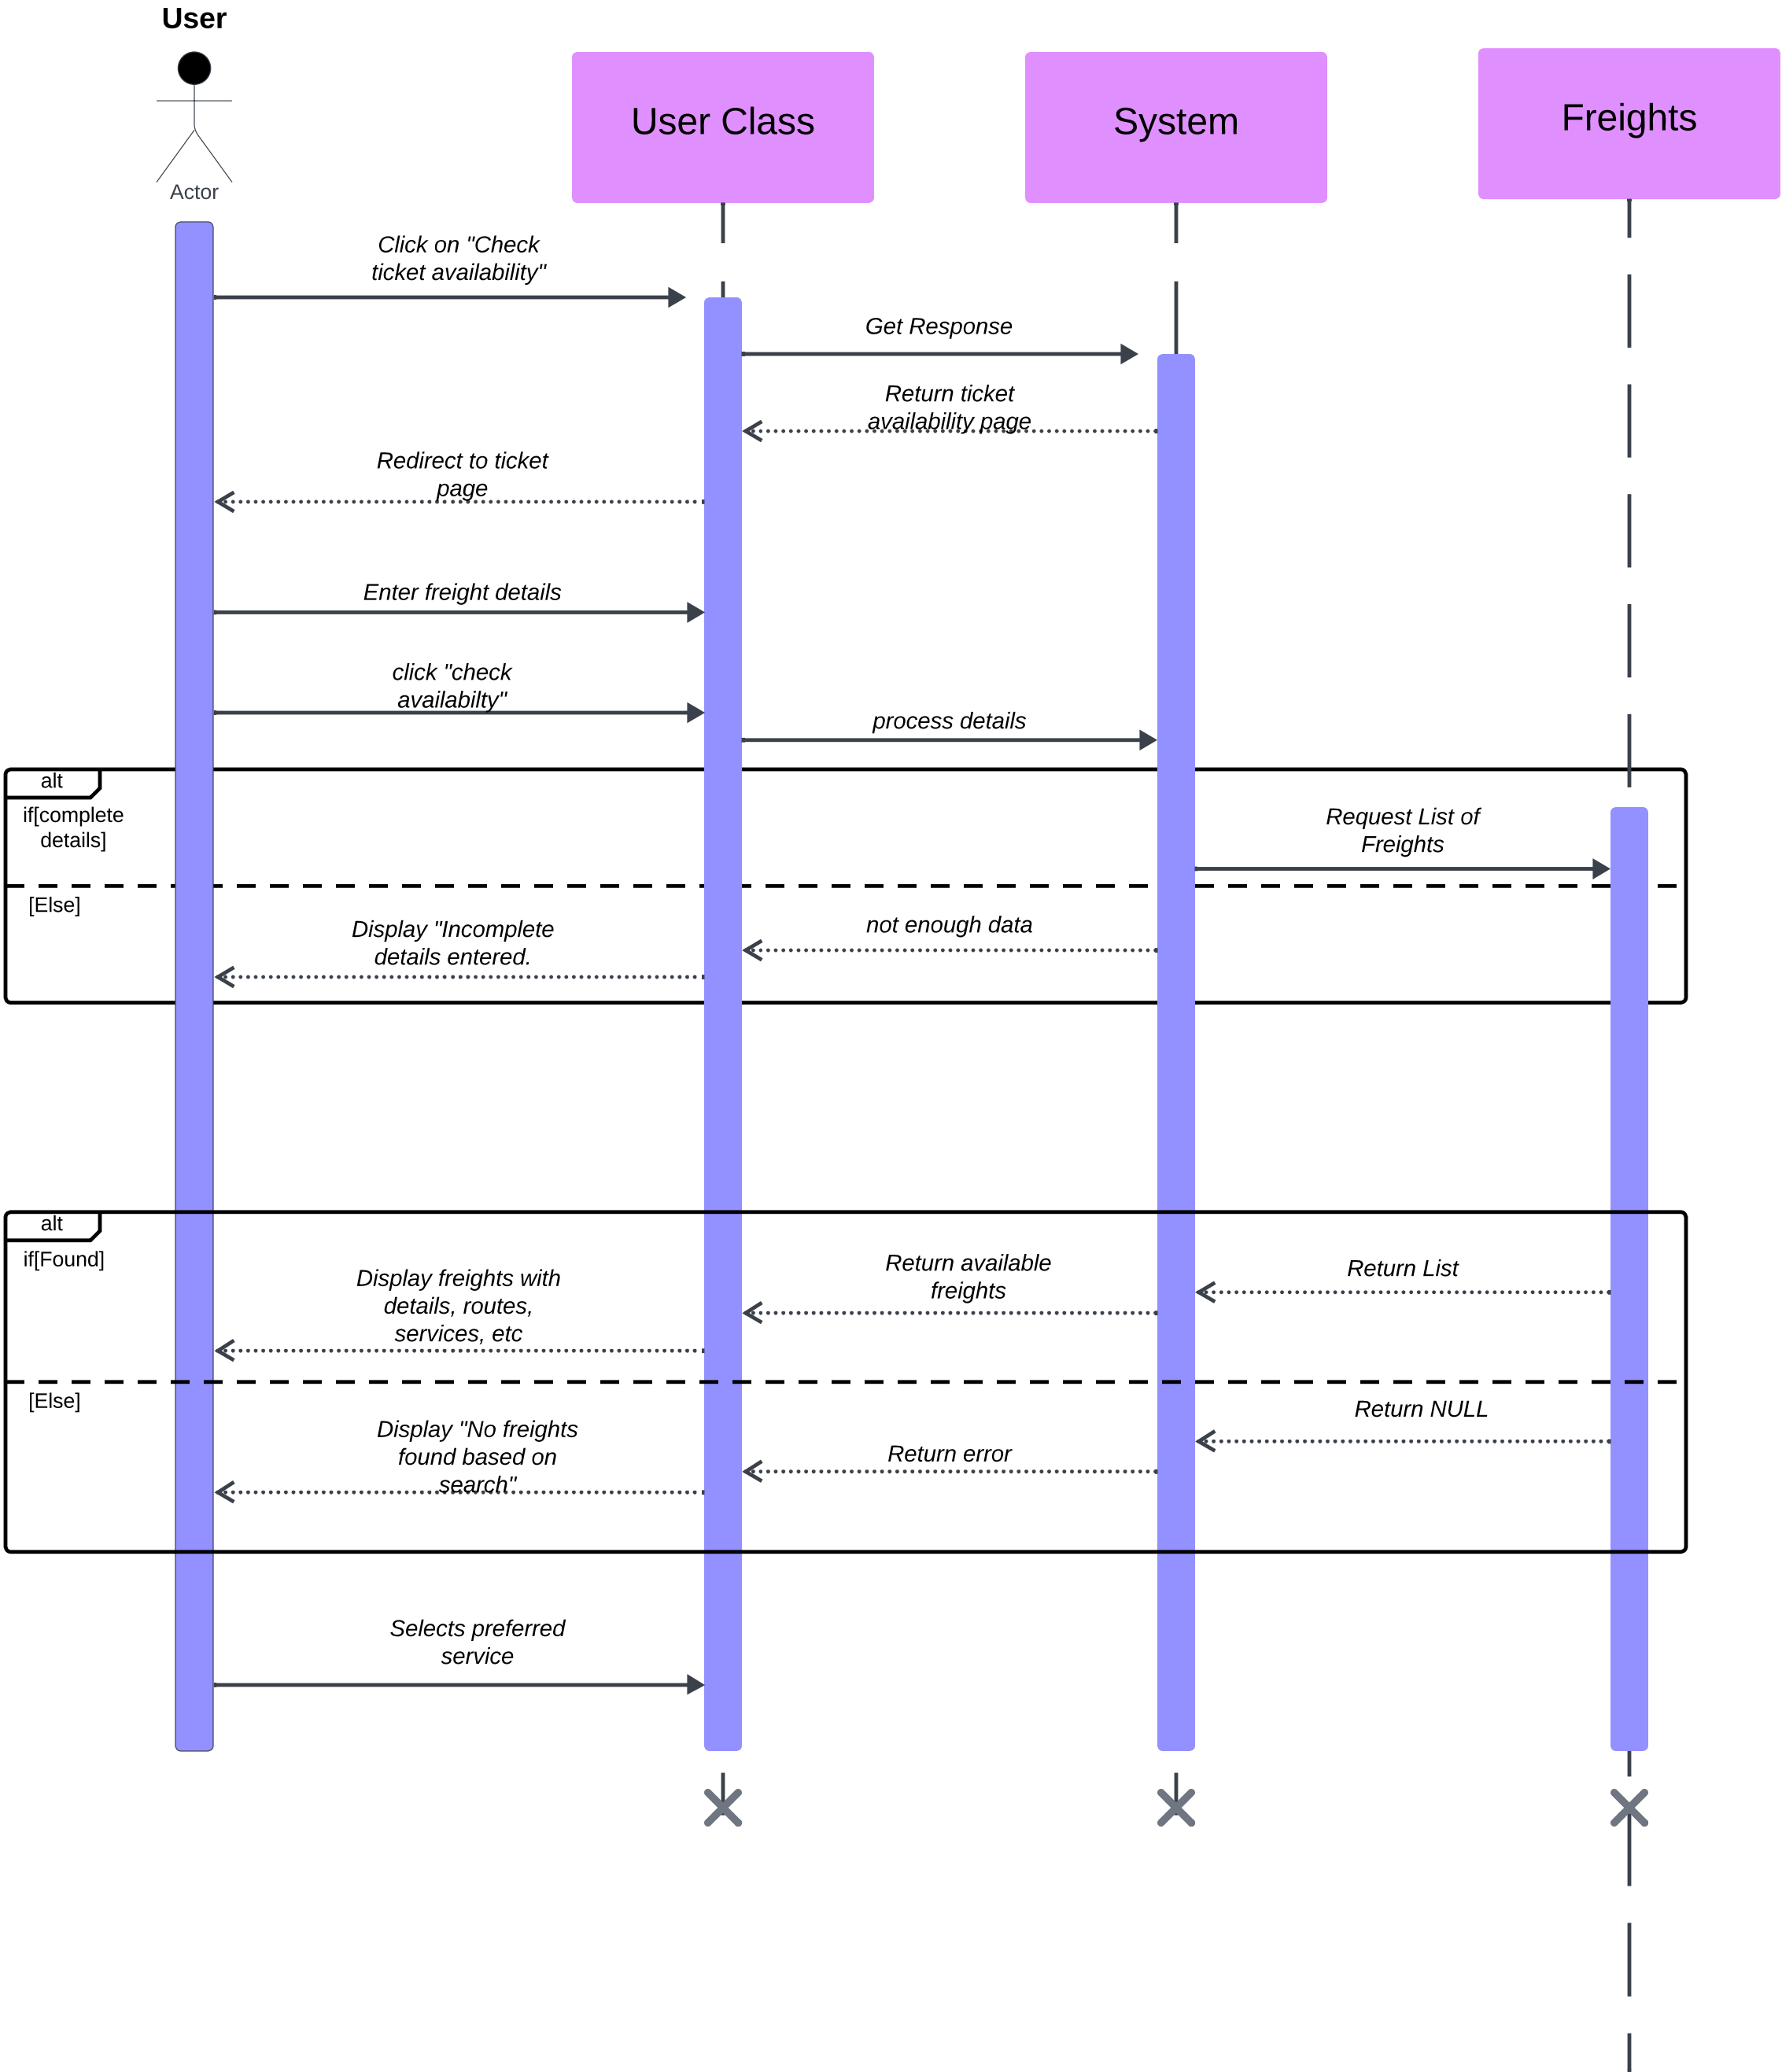 User
Actor
User Class
System
Freights
Click on "Check
ticket availability"
Get Response
Return ticket
availability page
Redirect to ticket
page
Enter freight details
click "check
availabilty"
process details
alt
if[complete
details]
Request List of
Freights
[Else]
not enough data
Display "Incomplete
details entered.
alt
if[Found]
Return List
Return available
freights
Display freights with
details, routes,
services, etc
[Else]
Return NULL
Return error
Display "No freights
found based on
search"
Selects preferred
service